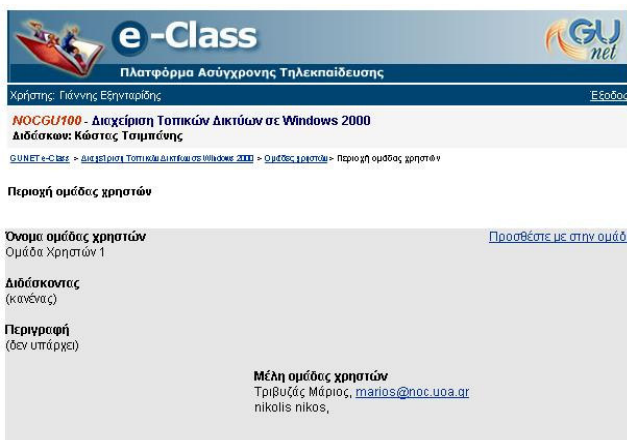 e-Class
GUnet
Πλατφόρμα Ασύγχρονης Τηλεκπαίδευσης
Χρήστης: Γιάννης Εξηνταρίδης Έξοδος
NOCGU100 - Διαχείριση Τοπικών Δικτύων σε Windows 2000
Διδάσκων: Κώστας Τσιμπάνης
GUNET e-Class > Διαχείριση Τοπικών Δικτύων σε Windows 2000 > Ομάδες χρηστών > Περιοχή ομάδας χρηστών
Περιοχή ομάδας χρηστών
Όνομα ομάδας χρηστών Προσθέστε με στην ομάδ
Ομάδα Χρηστών 1
Διδάσκοντας
(κανένας)
Περιγραφή
(δεν υπάρχει)
Μέλη ομάδας χρηστών
Τριβυζάς Μάριος, marios@noc.uoa.gr
nikolis nikos,